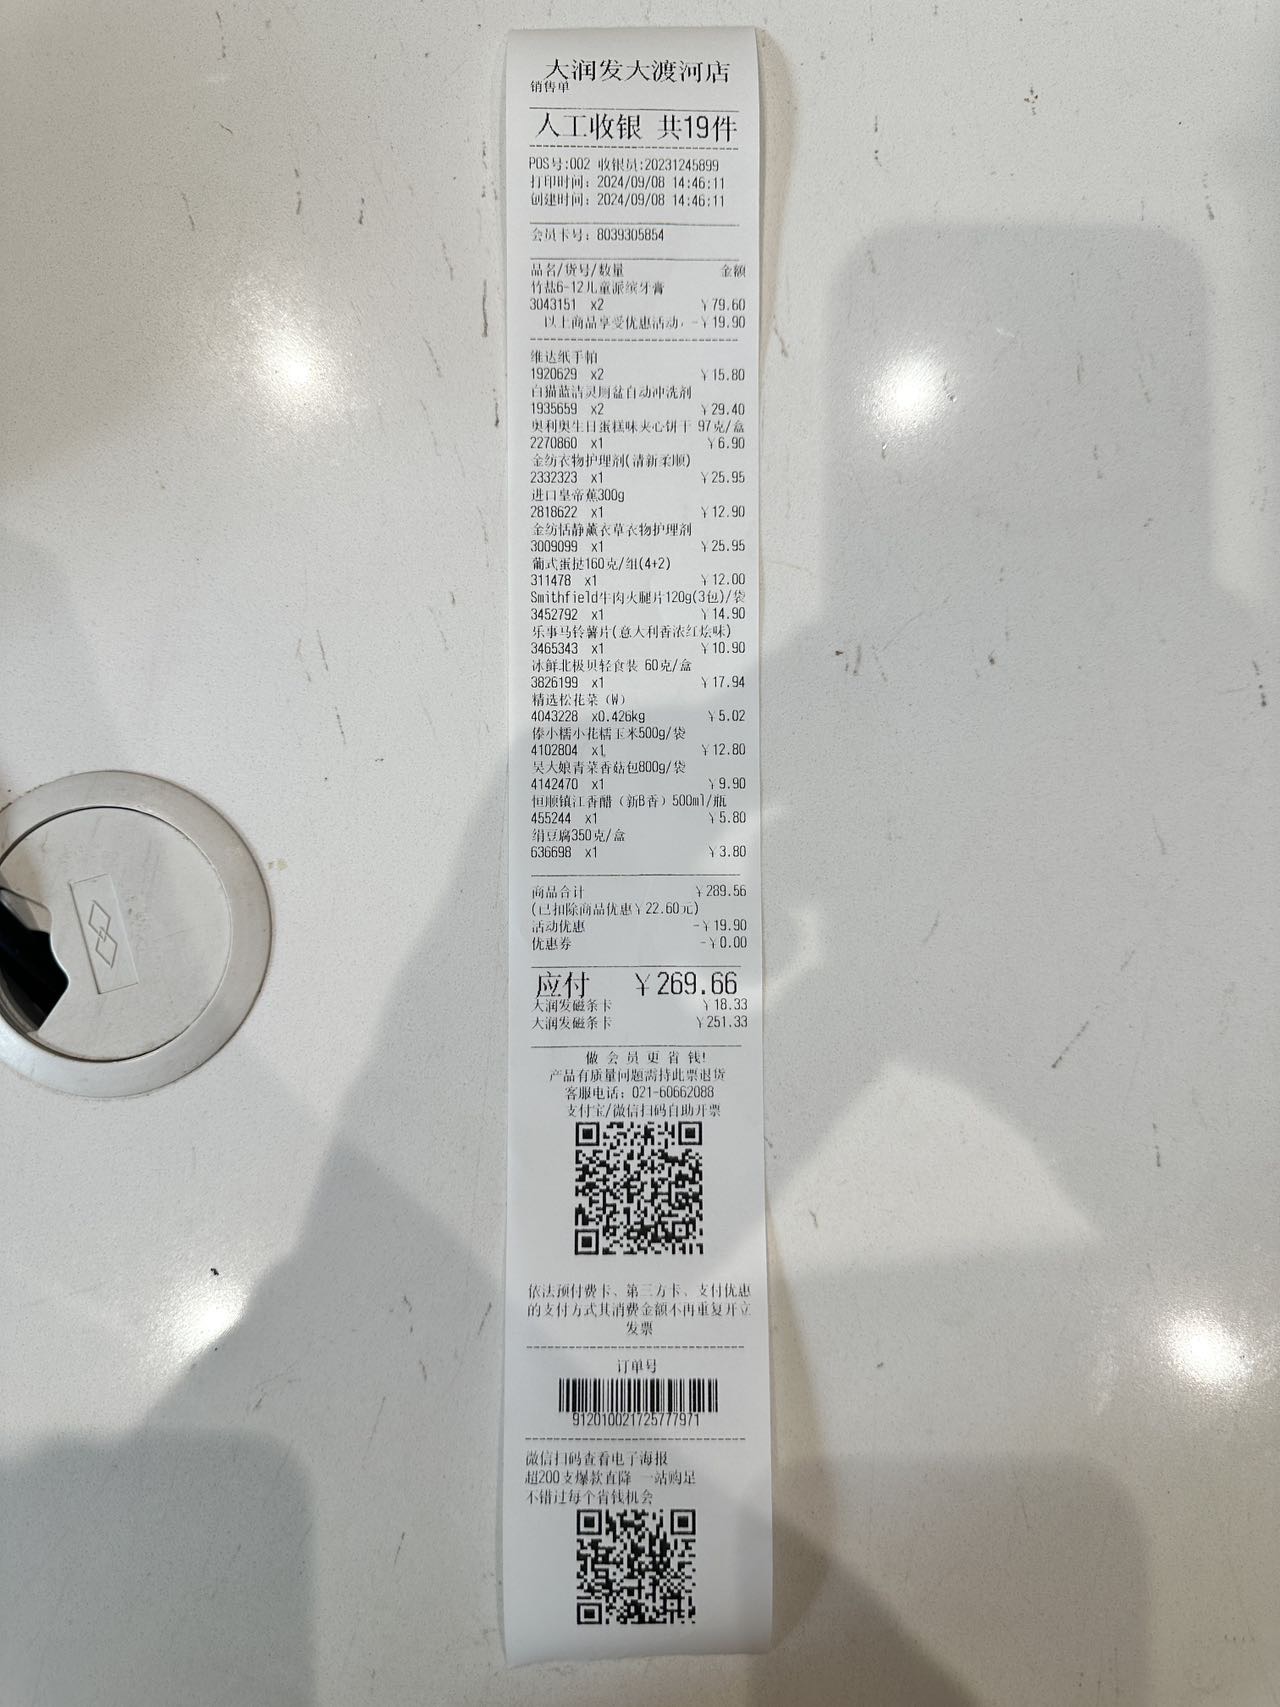 大润发大渡河店
销售单
人工收银 共19件
POS号:002 收银员:20231245899
打印时间: 2024/09/08 14:46:11
创建时间: 2024/09/08 14:46:11
会员卡号: 8039305854
品名/货号/数量 金额
竹盐6-12儿童派缤牙膏
3043151 x2 ￥79.60
以上商品享受优惠活动, -￥19.90
维达纸手帕
1920629 x2 ￥15.80
白猫蓝洁灵厕盆自动冲洗剂
1935659 x2 ￥29.40
奥利奥生日蛋糕味夹心饼干 97克/盒
2270860 x1 ￥6.90
金纺衣物护理剂(清新柔顺)
2332323 x1 ￥25.95
进口皇帝蕉300g
2818622 x1 ￥12.90
金纺恬静薰衣草衣物护理剂
3009099 x1 ￥25.95
葡式蛋挞160克/组(4+2)
311478 x1 ￥12.00
Smithfield牛肉火腿片120g(3包)/袋
3452792 x1 ￥14.90
乐事马铃薯片(意大利香浓红烩味)
3465343 x1 ￥10.90
冰鲜北极贝轻食装 60克/盒
3826199 x1 ￥17.94
精选松花菜（W）
4043228 x0.426kg ￥5.02
傣小糯小花糯玉米500g/袋
4102804 x1 ￥12.80
吴大娘青菜香菇包800g/袋
4142470 x1 ￥9.90
恒顺镇江香醋（新B香）500ml/瓶
455244 x1 ￥5.80
绢豆腐350克/盒
636698 x1 ￥3.80
商品合计 ￥289.56
(已扣除商品优惠￥22.60元)
活动优惠 -￥19.90
优惠券 -￥0.00
应付 ￥269.66
大润发磁条卡 ￥18.33
大润发磁条卡 ￥251.33
做 会 员 更 省 钱!
产品有质量问题需持此票退货
客服电话: 021-60662088
支付宝/微信扫码自助开票
依法预付费卡、第三方卡、支付优惠
的支付方式其消费金额不再重复开立
发票
订单号
912010021725777971
微信扫码查看电子海报
超200支爆款直降 一站购足
不错过每个省钱机会